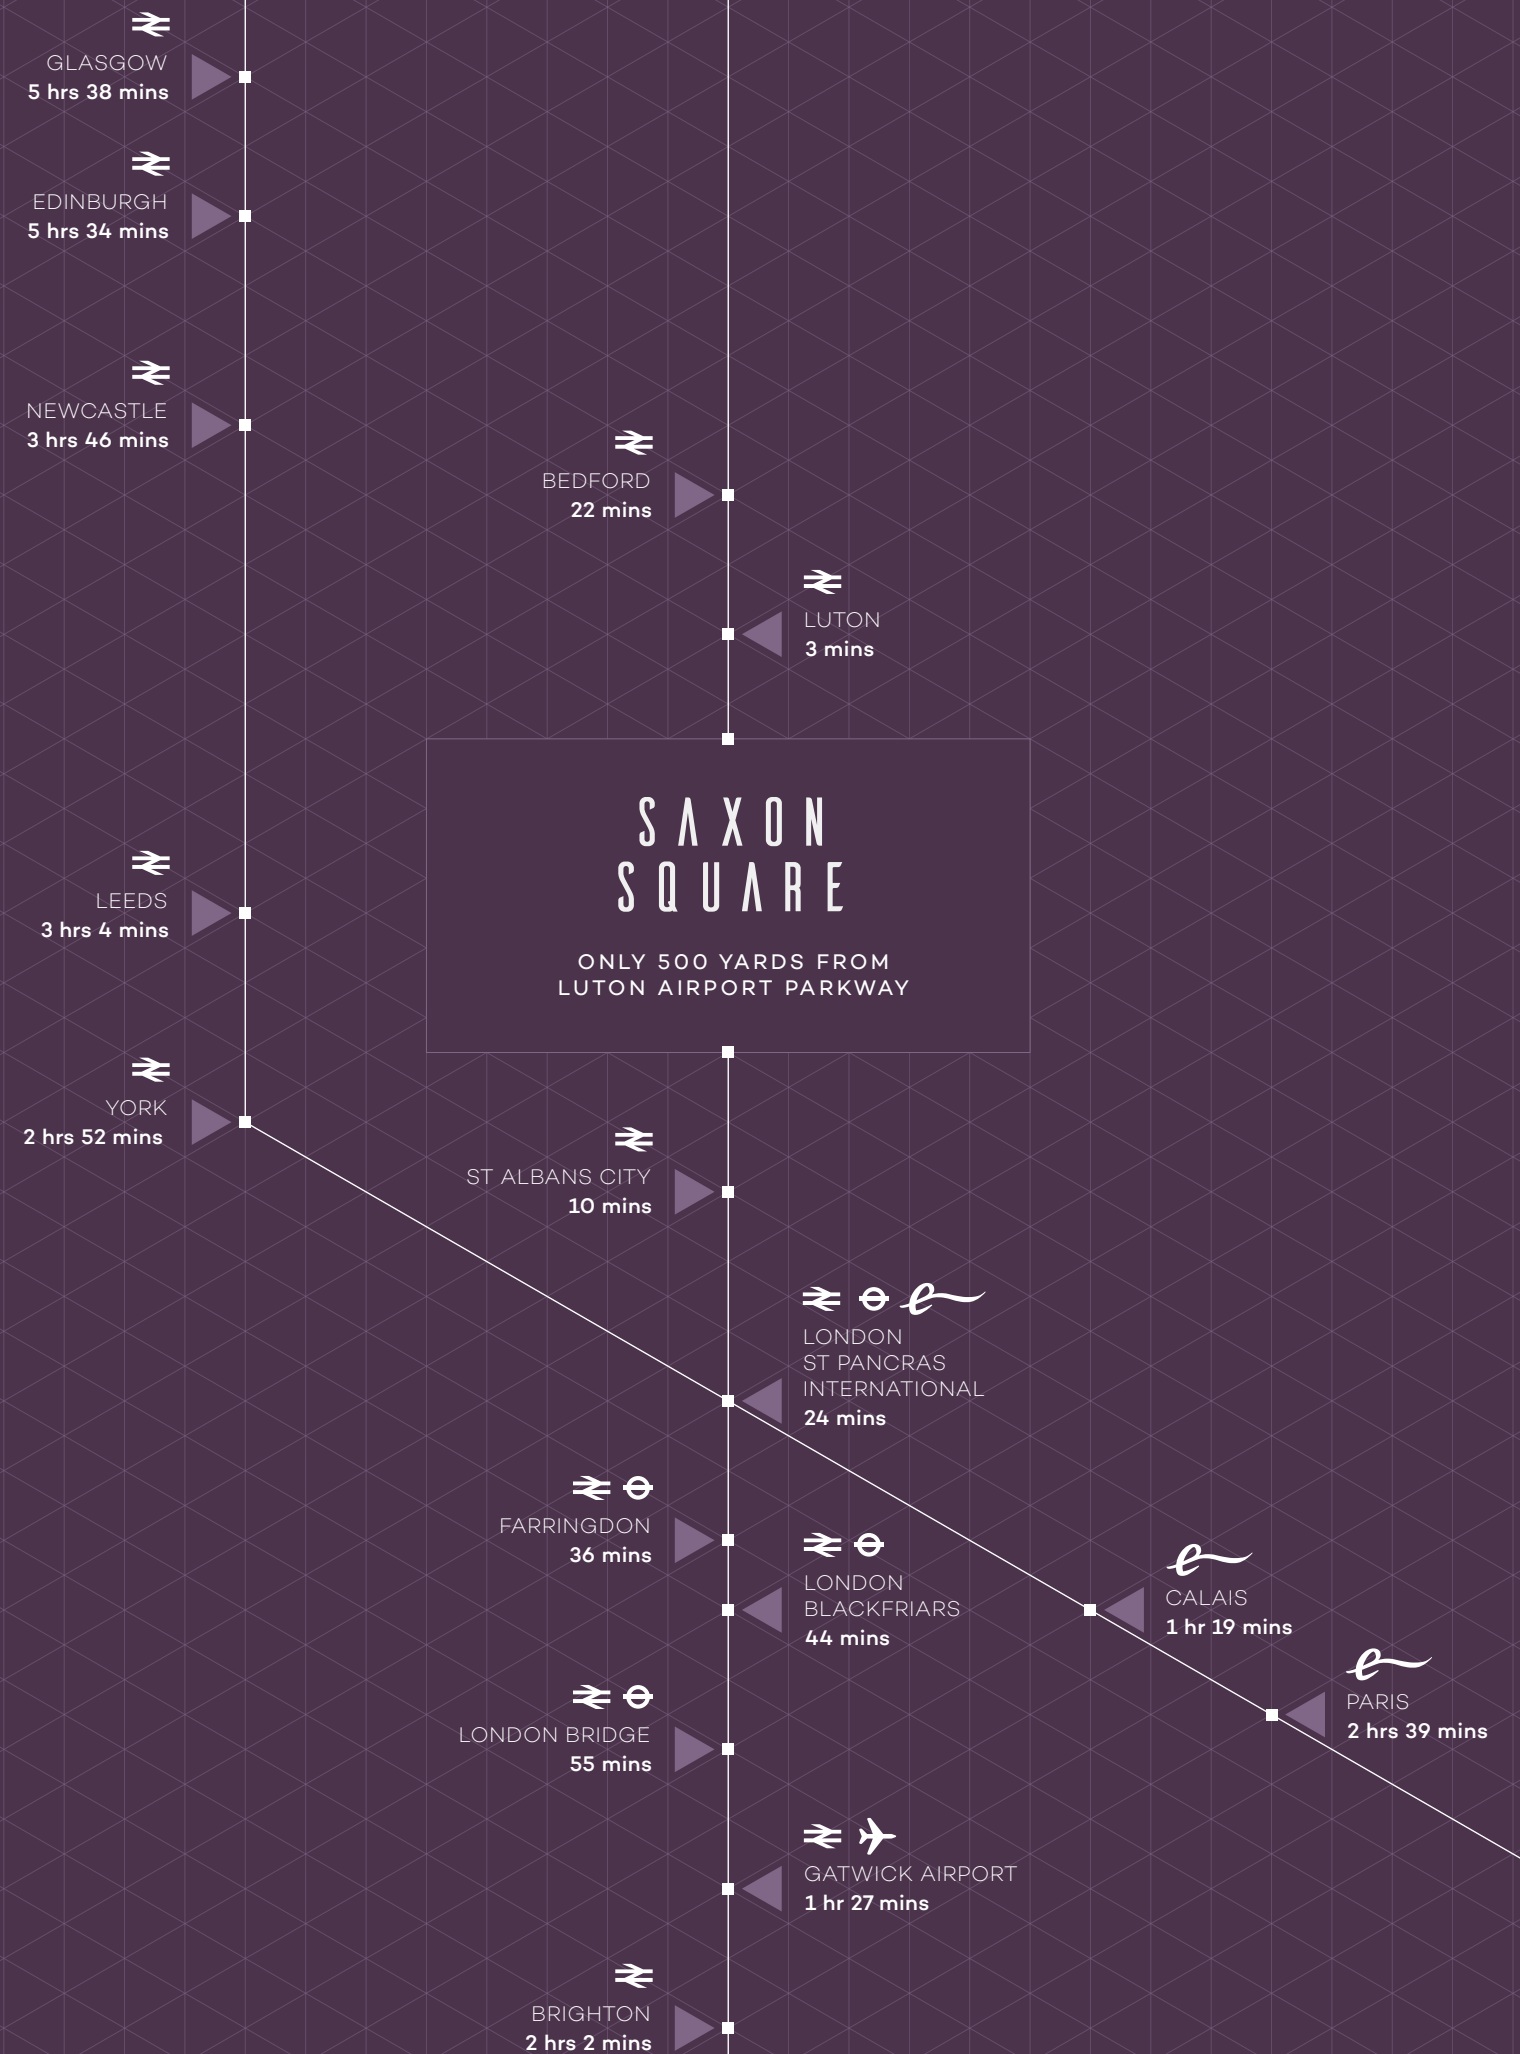 GLASGOW
5 hrs 38 mins
EDINBURGH
5 hrs 34 mins
NEWCASTLE
3 hrs 46 mins
BEDFORD
22 mins
LUTON
3 mins
SAXON
SQUARE
ONLY 500 YARDS FROM
LUTON AIRPORT PARKWAY
LEEDS
3 hrs 4 mins
YORK
2 hrs 52 mins
ST ALBANS CITY
10 mins
LONDON
ST PANCRAS
INTERNATIONAL
24 mins
FARRINGDON
36 mins
LONDON
BLACKFRIARS
44 mins
CALAIS
1 hr 19 mins
PARIS
2 hrs 39 mins
LONDON BRIDGE
55 mins
GATWICK AIRPORT
1 hr 27 mins
BRIGHTON
2 hrs 2 mins